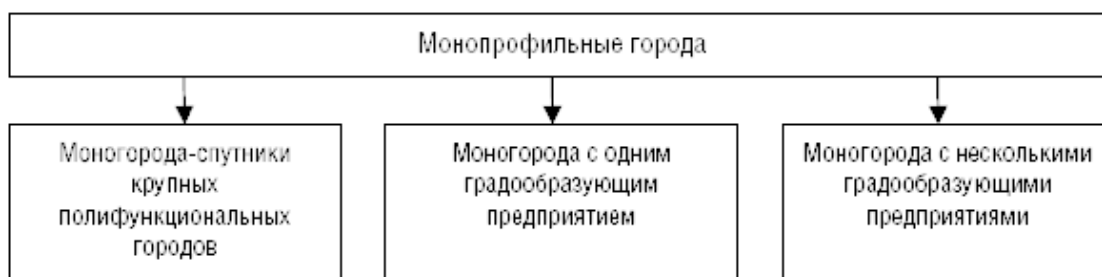 Монопрофильные города
Моногорода-спутники
крупных
полифункциональных
городов
Моногорода с одним
градообразующим
предприятием
Моногорода с несколькими
градообразующими
предприятиями